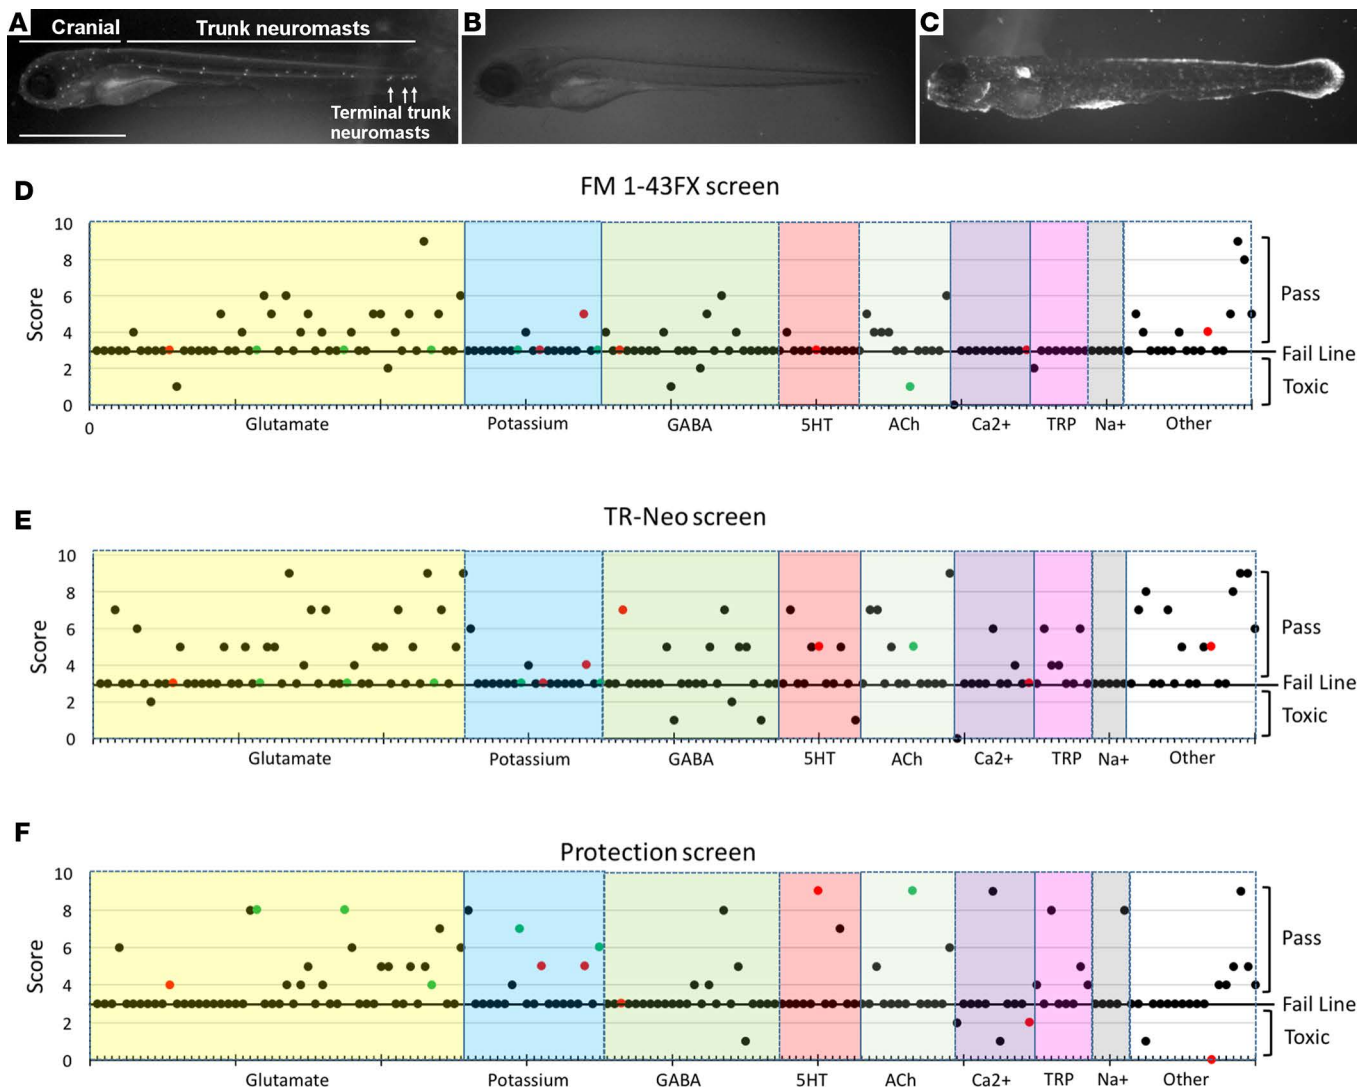 A
Cranial
Trunk neuromasts
Terminal trunk
neuromasts
B
C
D
FM 1-43FX screen
Score
10
8
6
4
2
0
Pass
Fail Line
Toxic
0
Glutamate
Potassium
GABA
5HT
ACh
Ca2+
TRP
Na+
Other
E
TR-Neo screen
Score
10
8
6
4
2
0
Pass
Fail Line
Toxic
Glutamate
Potassium
GABA
5HT
ACh
Ca2+
TRP
Na+
Other
F
Protection screen
Score
10
8
6
4
2
0
Pass
Fail Line
Toxic
Glutamate
Potassium
GABA
5HT
ACh
Ca2+
TRP
Na+
Other